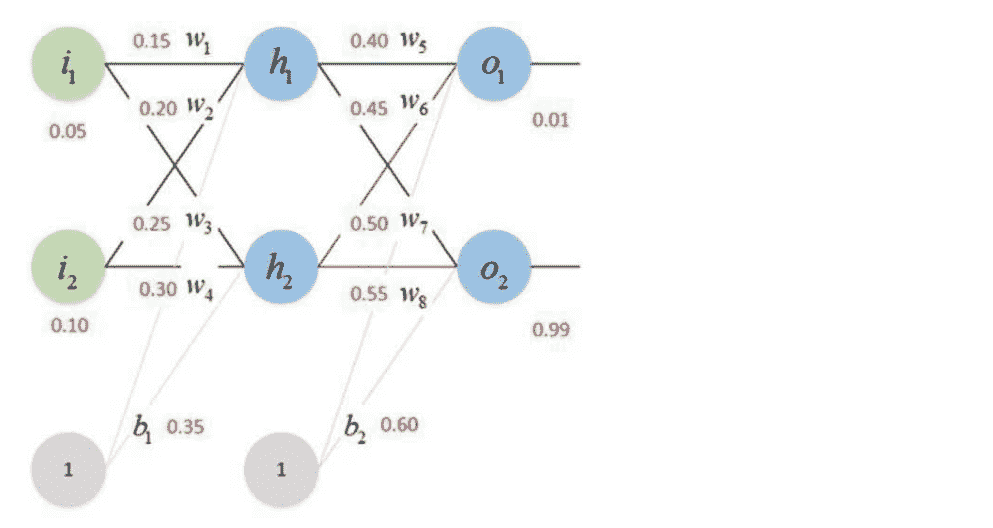 0.15 w₁ 0.40 w₅
i₁ h₁ o₁
0.20 w₂ 0.45 w₆
0.05 0.01
0.25 w₃ 0.50 w₇
i₂ h₂ o₂
0.30 w₄ 0.55 w₈
0.10 0.99
b₁ 0.35 b₂ 0.60
1 1